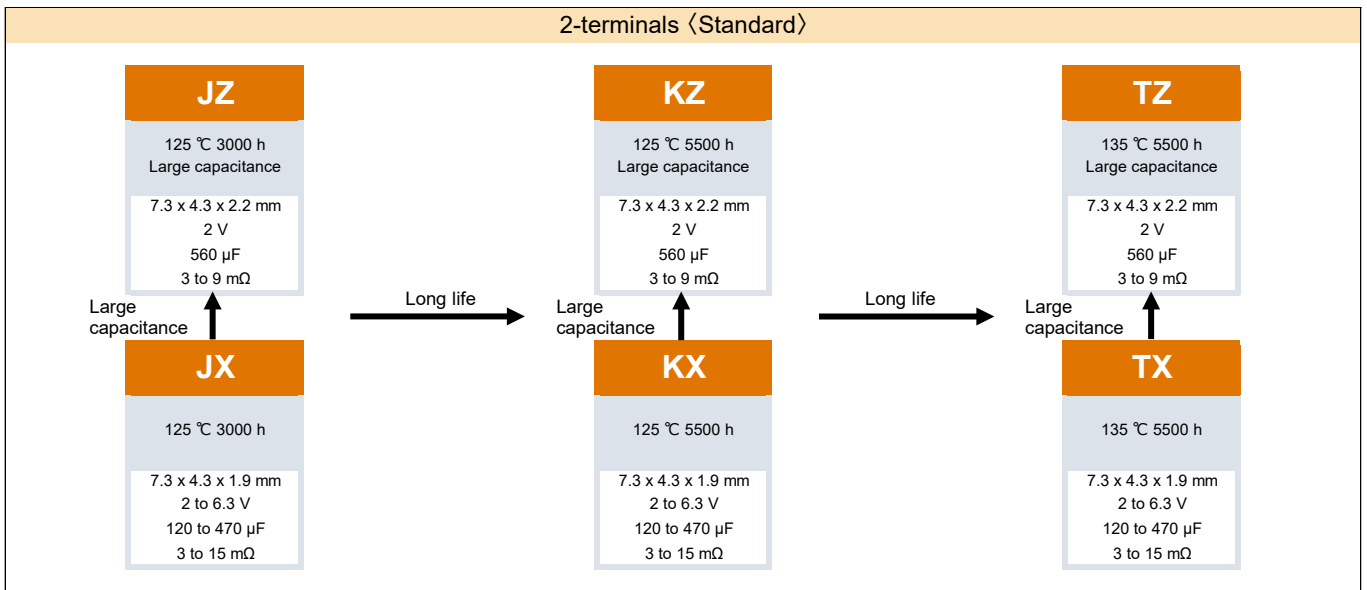 2-terminals〈Standard〉
JZ
125 ℃ 3000 h
Large capacitance
7.3 x 4.3 x 2.2 mm
2 V
560 μF
3 to 9 mΩ
KZ
125 ℃ 5500 h
Large capacitance
7.3 x 4.3 x 2.2 mm
2 V
560 μF
3 to 9 mΩ
TZ
135 ℃ 5500 h
Large capacitance
7.3 x 4.3 x 2.2 mm
2 V
560 μF
3 to 9 mΩ
Large
capacitance
Long life
Large
capacitance
Long life
Large
capacitance
JX
125 ℃ 3000 h
7.3 x 4.3 x 1.9 mm
2 to 6.3 V
120 to 470 μF
3 to 15 mΩ
KX
125 ℃ 5500 h
7.3 x 4.3 x 1.9 mm
2 to 6.3 V
120 to 470 μF
3 to 15 mΩ
TX
135 ℃ 5500 h
7.3 x 4.3 x 1.9 mm
2 to 6.3 V
120 to 470 μF
3 to 15 mΩ